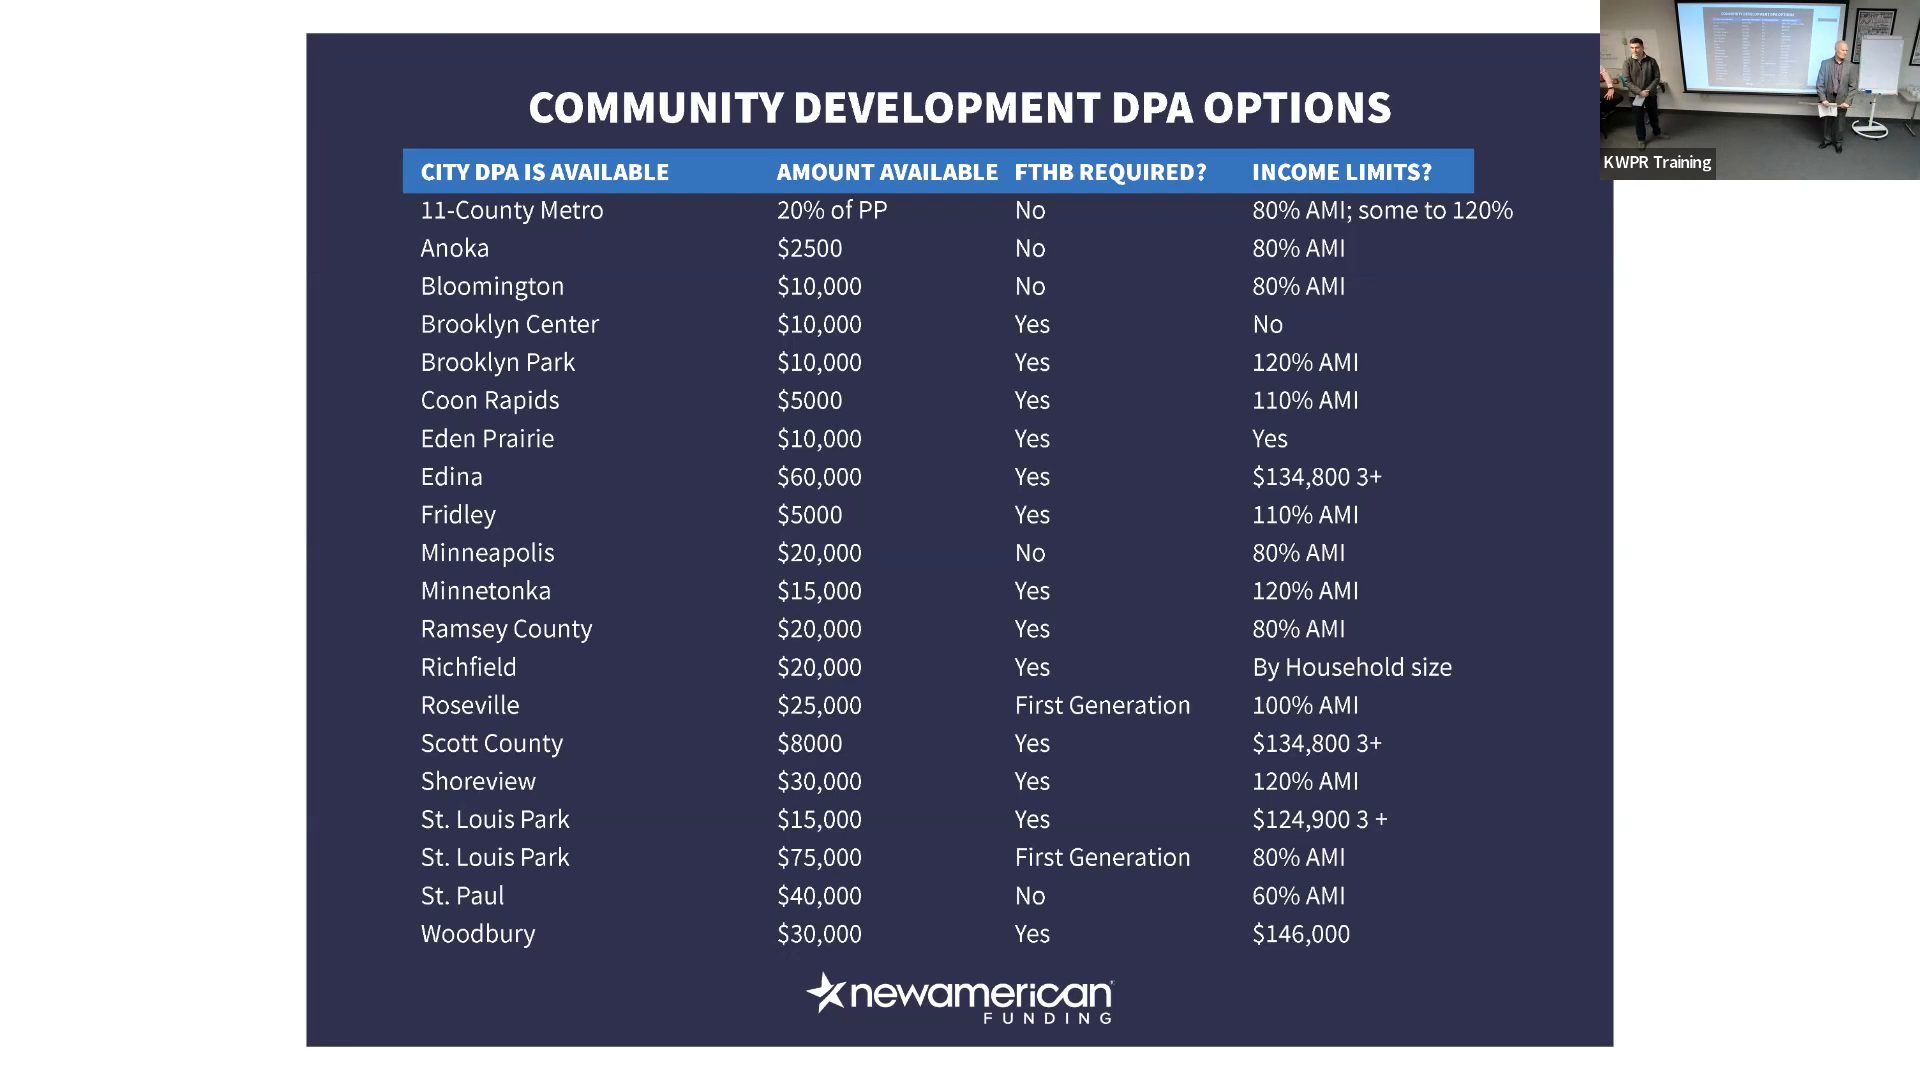 COMMUNITY DEVELOPMENT DPA OPTIONS
CITY DPA IS AVAILABLE AMOUNT AVAILABLE FTHB REQUIRED? INCOME LIMITS?
11-County Metro 20% of PP No 80% AMI; some to 120%
Anoka $2500 No 80% AMI
Bloomington $10,000 No 80% AMI
Brooklyn Center $10,000 Yes No
Brooklyn Park $10,000 Yes 120% AMI
Coon Rapids $5000 Yes 110% AMI
Eden Prairie $10,000 Yes Yes
Edina $60,000 Yes $134,800 3+
Fridley $5000 Yes 110% AMI
Minneapolis $20,000 No 80% AMI
Minnetonka $15,000 Yes 120% AMI
Ramsey County $20,000 Yes 80% AMI
Richfield $20,000 Yes By Household size
Roseville $25,000 First Generation 100% AMI
Scott County $8000 Yes $134,800 3+
Shoreview $30,000 Yes 120% AMI
St. Louis Park $15,000 Yes $124,900 3 +
St. Louis Park $75,000 First Generation 80% AMI
St. Paul $40,000 No 60% AMI
Woodbury $30,000 Yes $146,000
newamerican
FUNDING
COMMUNITY DEVELOPMENT DPA OPTIONS
KWPR Training